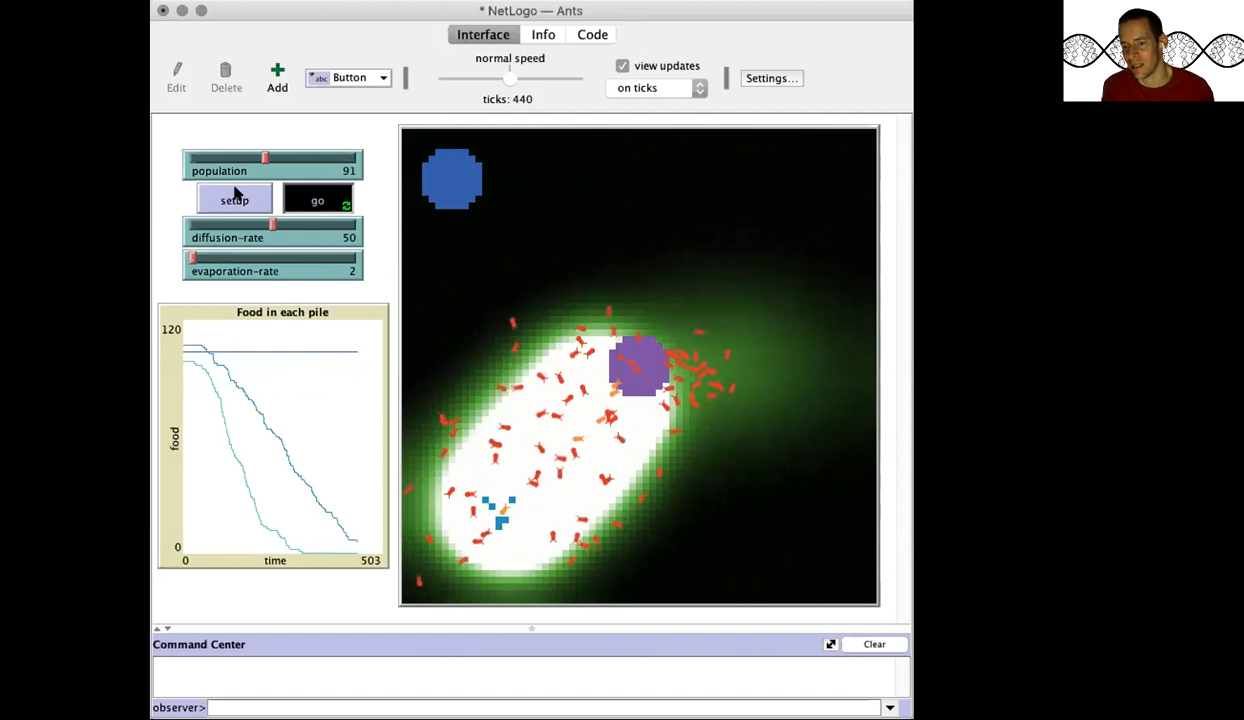 * NetLogo — Ants
Interface Info Code
Edit
Delete
Add
abc Button
normal speed
ticks: 440
view updates
on ticks
Settings...
population 91
setup
go
diffusion-rate 50
evaporation-rate 2
Food in each pile
120
food
0
0 time 503
Command Center
Clear
observer>